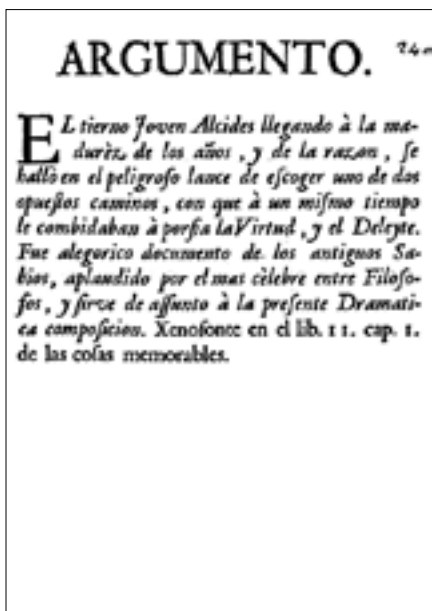 ARGUMENTO.
EL tierno Joven Alcides llegando à la ma-
durèz, de los años, y de la razon, ſe
hallò en el peligroſo lance de eſcoger uno de dos
opueſtos caminos, con que à un miſmo tiempo
le combidaban à porfia la Virtud, y el Deleyte.
Fue alegorico documento de los antiguos Sa-
bios, aplaudido por el mas cèlebre entre Filoſo-
fos, y ſirve de aſſunto à la preſente Dramati-
ca compoſicion. Xenofonte en el lib. 11. cap. 1.
de las coſas memorables.